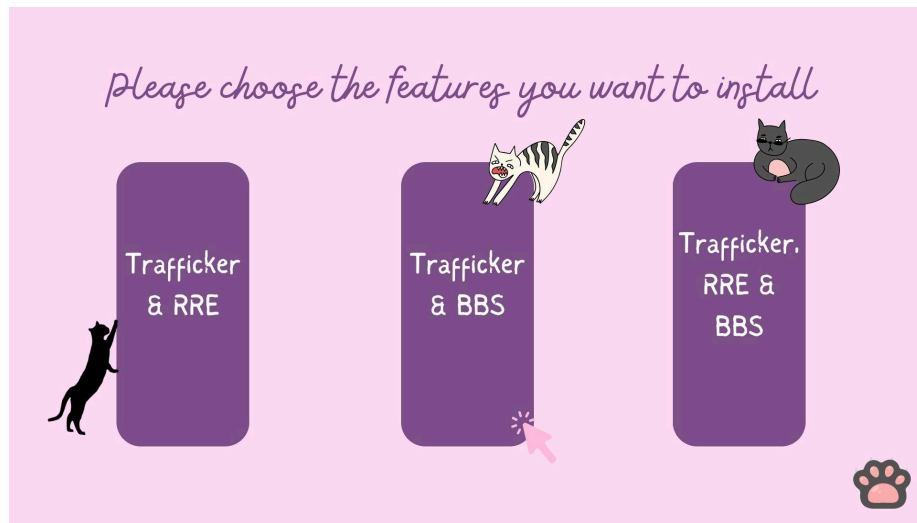 please choose the features you want to install
Trafficker
& RRE
Trafficker
& BBS
Trafficker,
RRE &
BBS